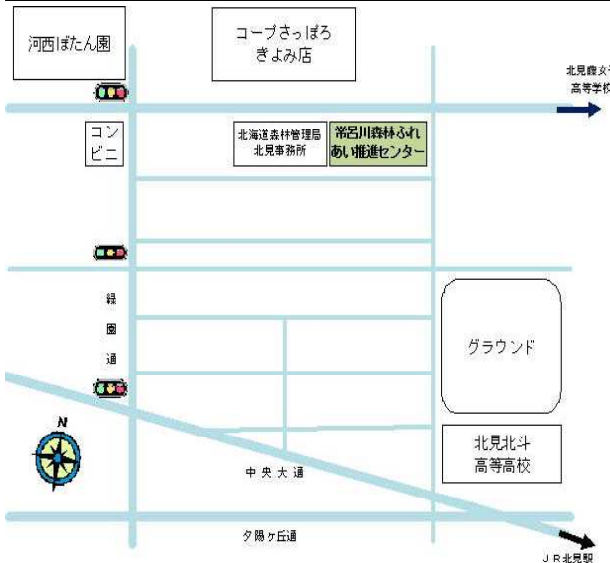 河西ぼたん園
コープさっぽろ
きよみ店
北見藤女子
高等学校
コン
ビニ
北海道森林管理局
北見事務所
常呂川森林ふれ
あい推進センター
緑
園
通
グラウンド
N
北見北斗
高等高校
中央大通
夕陽ヶ丘通
JR北見駅